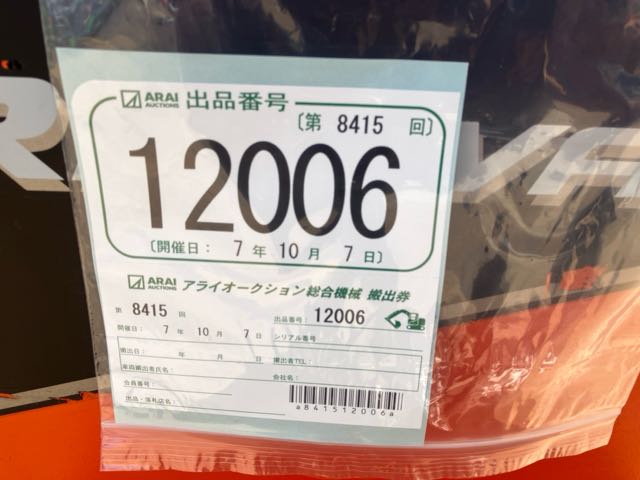 ARAI AUCTIONS 出品番号
〔第 8415 回〕
12006
〔開催日： 7 年 10 月 7 日〕
ARAI AUCTIONS アライオークション総合機械 搬出券
第 8415 回 出品番号： 12006
開催日： 7 年 10 月 7 日 シリアル番号：
搬出日： 年 月 日 搬出者TEL：
車両搬出者氏名： 会社名：
会員番号：
出品・落札店名：
a841512006a